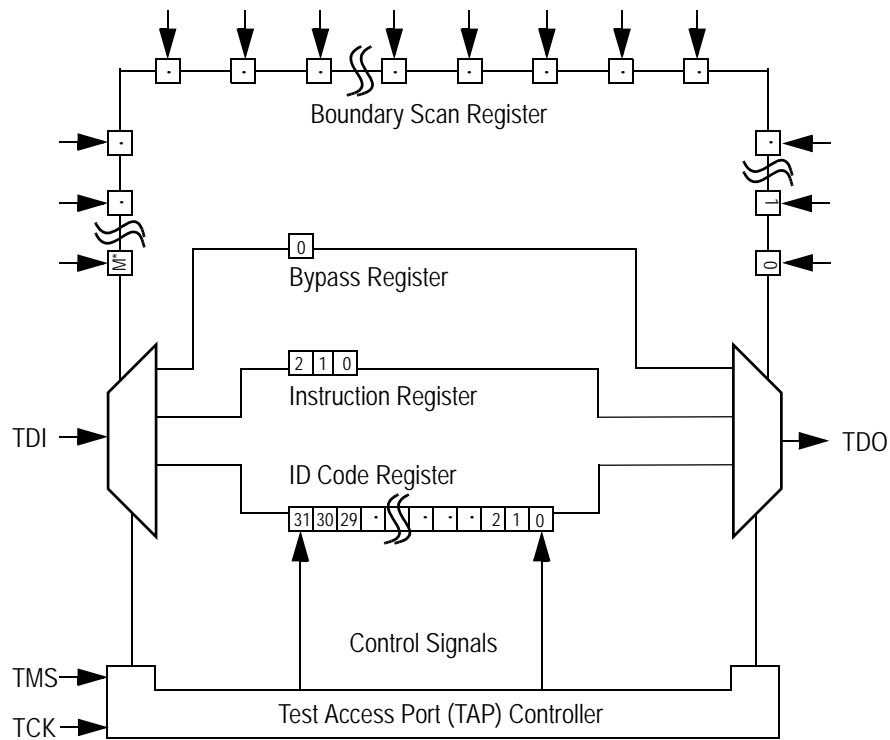 Boundary Scan Register
1
M*
0
0
Bypass Register
2 1 0
Instruction Register
TDI
TDO
ID Code Register
31 30 29 · · · · 2 1 0
Control Signals
TMS
Test Access Port (TAP) Controller
TCK